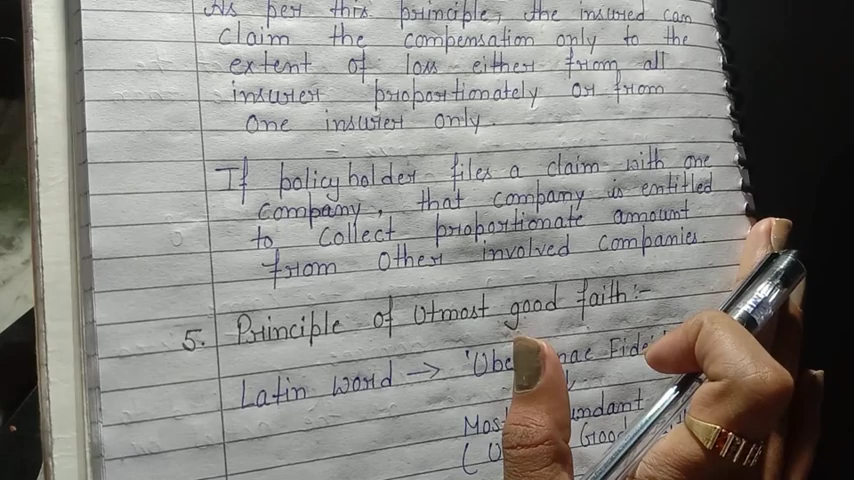 As per this principle, the insured can
claim the compensation only to the
extent of loss either from all
insurer proportionately or from
one insurer only.
If policyholder files a claim with one
company, that company is entitled
to collect proportionate amount
from other involved companies.
5. Principle of Utmost good faith:-
Latin word →
Good